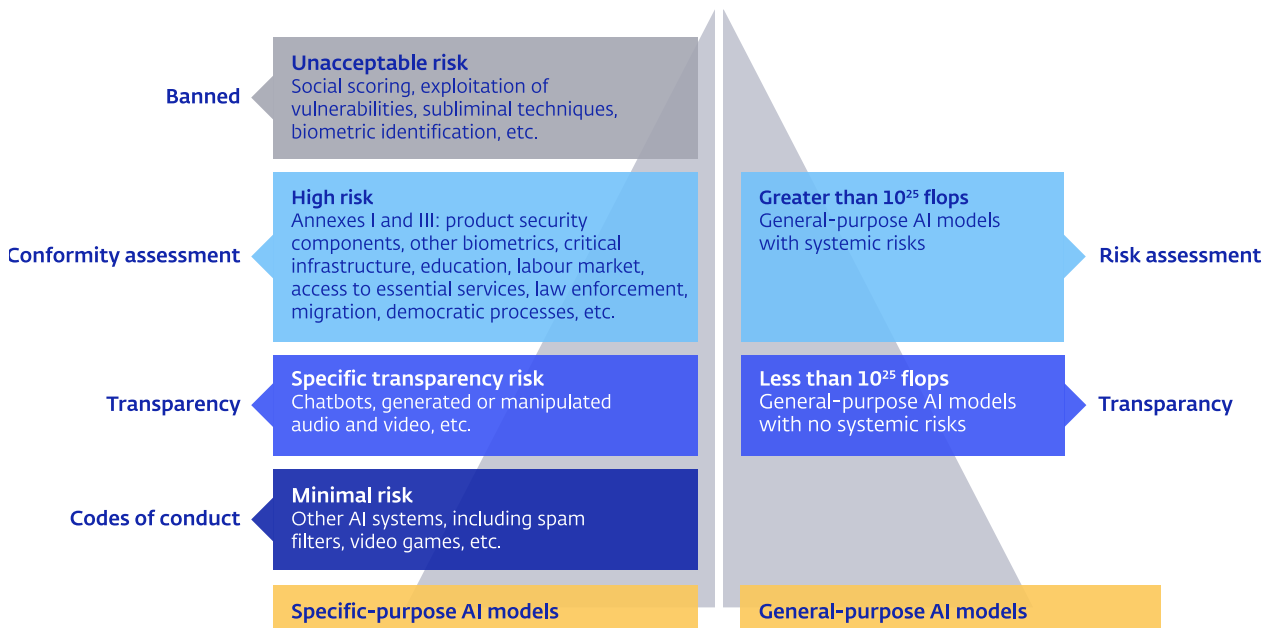 Banned
Unacceptable risk
Social scoring, exploitation of
vulnerabilities, subliminal techniques,
biometric identification, etc.
Conformity assessment
High risk
Annexes I and III: product security
components, other biometrics, critical
infrastructure, education, labour market,
access to essential services, law enforcement,
migration, democratic processes, etc.
Greater than 10²⁵ flops
General-purpose AI models
with systemic risks
Risk assessment
Transparency
Specific transparency risk
Chatbots, generated or manipulated
audio and video, etc.
Less than 10²⁵ flops
General-purpose AI models
with no systemic risks
Transparancy
Codes of conduct
Minimal risk
Other AI systems, including spam
filters, video games, etc.
Specific-purpose AI models
General-purpose AI models